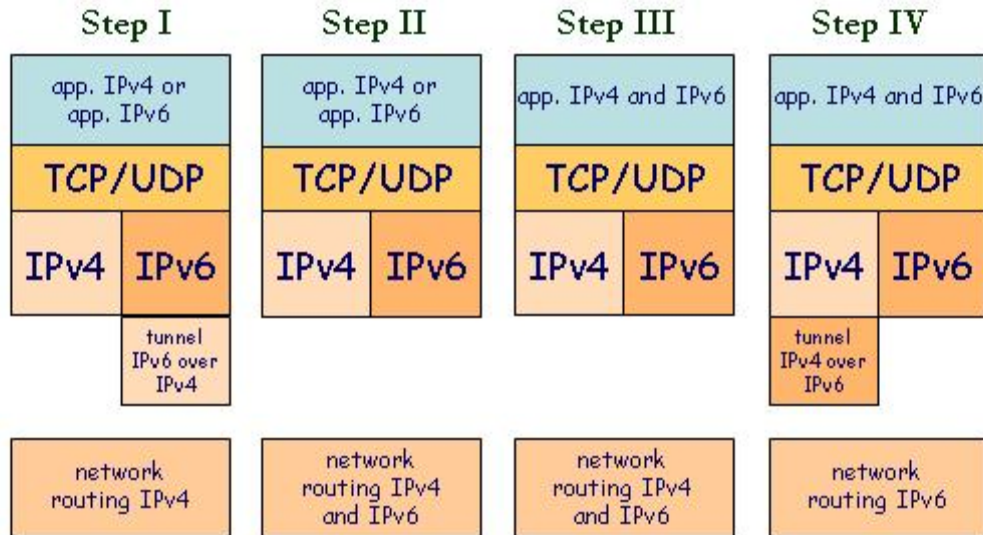 Step I
app. IPv4 or
app. IPv6
TCP/UDP
IPv4
IPv6
tunnel
IPv6 over
IPv4
network
routing IPv4
Step II
app. IPv4 or
app. IPv6
TCP/UDP
IPv4
IPv6
network
routing IPv4
and IPv6
Step III
app. IPv4 and IPv6
TCP/UDP
IPv4
IPv6
network
routing IPv4
and IPv6
Step IV
app. IPv4 and IPv6
TCP/UDP
IPv4
IPv6
tunnel
IPv4 over
IPv6
network
routing IPv6